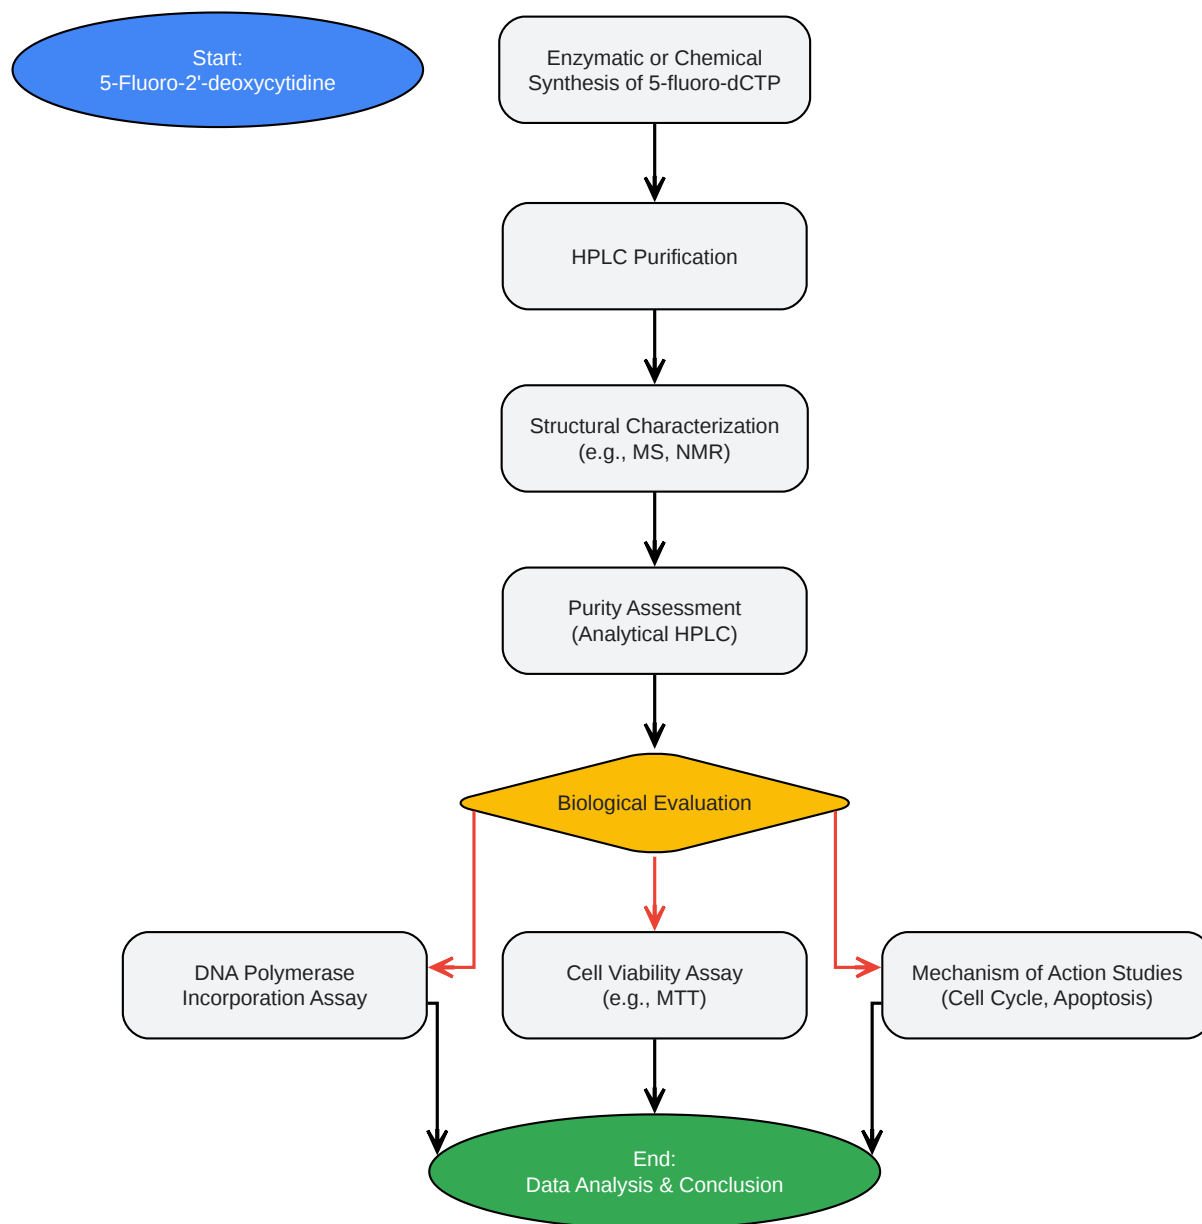 Start:
5-Fluoro-2'-deoxycytidine
Enzymatic or Chemical
Synthesis of 5-fluoro-dCTP
HPLC Purification
Structural Characterization
(e.g., MS, NMR)
Purity Assessment
(Analytical HPLC)
Biological Evaluation
DNA Polymerase
Incorporation Assay
Cell Viability Assay
(e.g., MTT)
Mechanism of Action Studies
(Cell Cycle, Apoptosis)
End:
Data Analysis & Conclusion